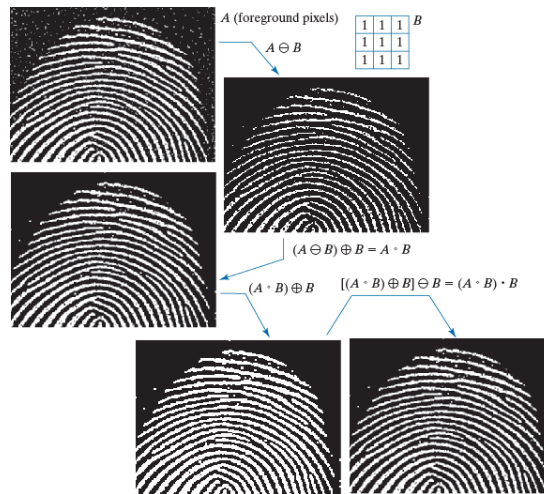 A (foreground pixels)
A ⊖ B
1 1 1 B
1 1 1
1 1 1
(A ⊖ B) ⊕ B = A ∘ B
(A ∘ B) ⊕ B
[(A ∘ B) ⊕ B] ⊖ B = (A ∘ B) • B